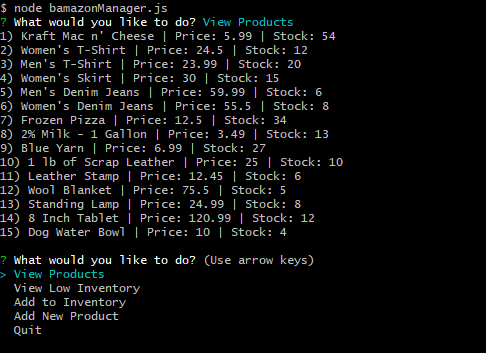 $ node bamazonManager.js
? What would you like to do? View Products
1) Kraft Mac n' Cheese | Price: 5.99 | Stock: 54
2) Women's T-Shirt | Price: 24.5 | Stock: 12
3) Men's T-Shirt | Price: 23.99 | Stock: 20
4) Women's Skirt | Price: 30 | Stock: 15
5) Men's Denim Jeans | Price: 59.99 | Stock: 6
6) Women's Denim Jeans | Price: 55.5 | Stock: 8
7) Frozen Pizza | Price: 12.5 | Stock: 34
8) 2% Milk - 1 Gallon | Price: 3.49 | Stock: 13
9) Blue Yarn | Price: 6.99 | Stock: 27
10) 1 lb of Scrap Leather | Price: 25 | Stock: 10
11) Leather Stamp | Price: 12.45 | Stock: 6
12) Wool Blanket | Price: 75.5 | Stock: 5
13) Standing Lamp | Price: 24.99 | Stock: 8
14) 8 Inch Tablet | Price: 120.99 | Stock: 12
15) Dog Water Bowl | Price: 10 | Stock: 4
? What would you like to do? (Use arrow keys)
> View Products
View Low Inventory
Add to Inventory
Add New Product
Quit